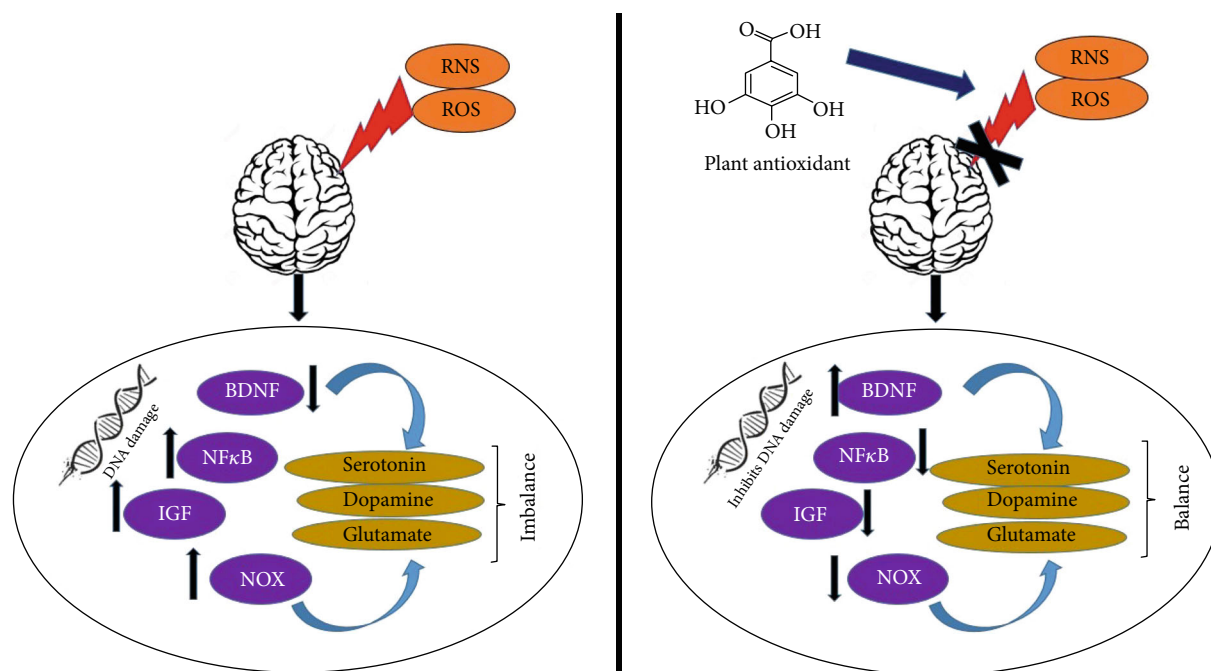 RNS
ROS
BDNF
DNA damage
NFκB
IGF
NOX
Serotonin
Dopamine
Glutamate
Imbalance
O
OH
HO
OH
OH
Plant antioxidant
RNS
ROS
BDNF
Inhibits DNA damage
NFκB
IGF
NOX
Serotonin
Dopamine
Glutamate
Balance